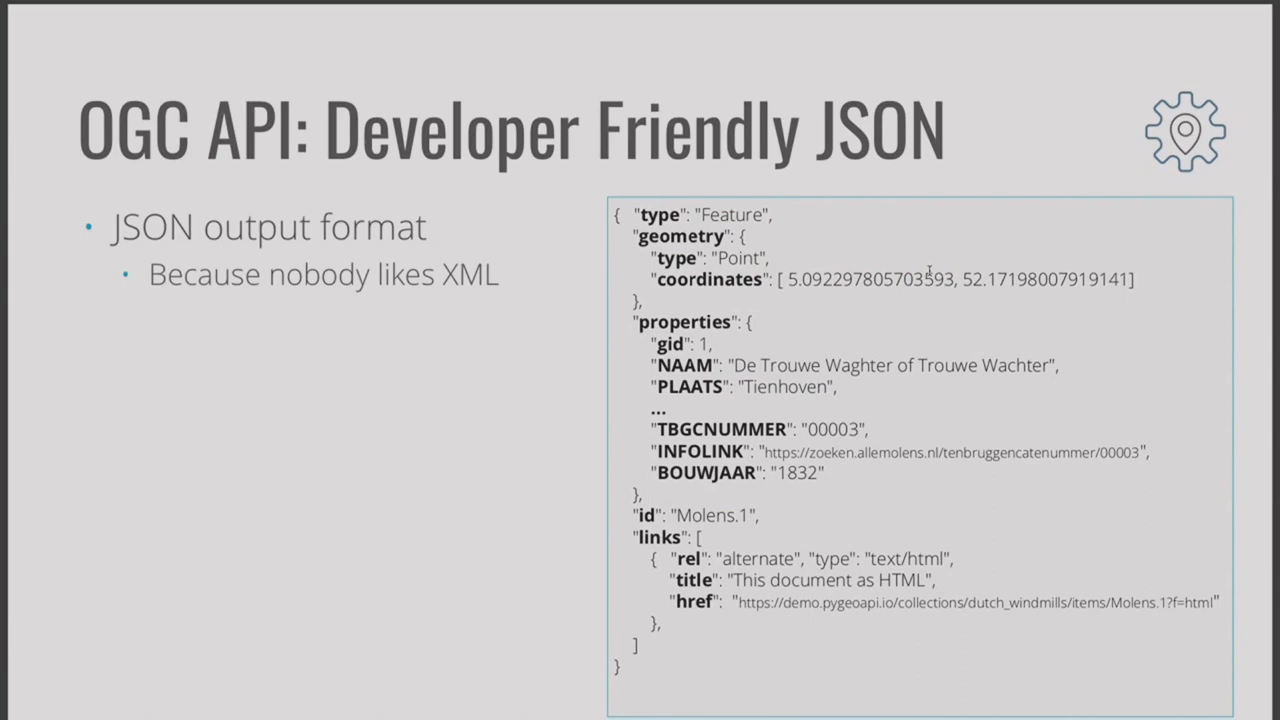 OGC API: Developer Friendly JSON
• JSON output format
• Because nobody likes XML
{ "type": "Feature",
"geometry": {
"type": "Point",
"coordinates": [ 5.092297805703593, 52.17198007919141]
},
"properties": {
"gid": 1,
"NAAM": "De Trouwe Waghter of Trouwe Wachter",
"PLAATS": "Tienhoven",
...
"TBGCNUMMER": "00003",
"INFOLINK": "https://zoeken.allemolens.nl/tenbruggencatenummer/00003",
"BOUWJAAR": "1832"
},
"id": "Molens.1",
"links": [
{ "rel": "alternate", "type": "text/html",
"title": "This document as HTML",
"href": "https://demo.pygeoapi.io/collections/dutch_windmills/items/Molens.1?f=html"
},
]
}